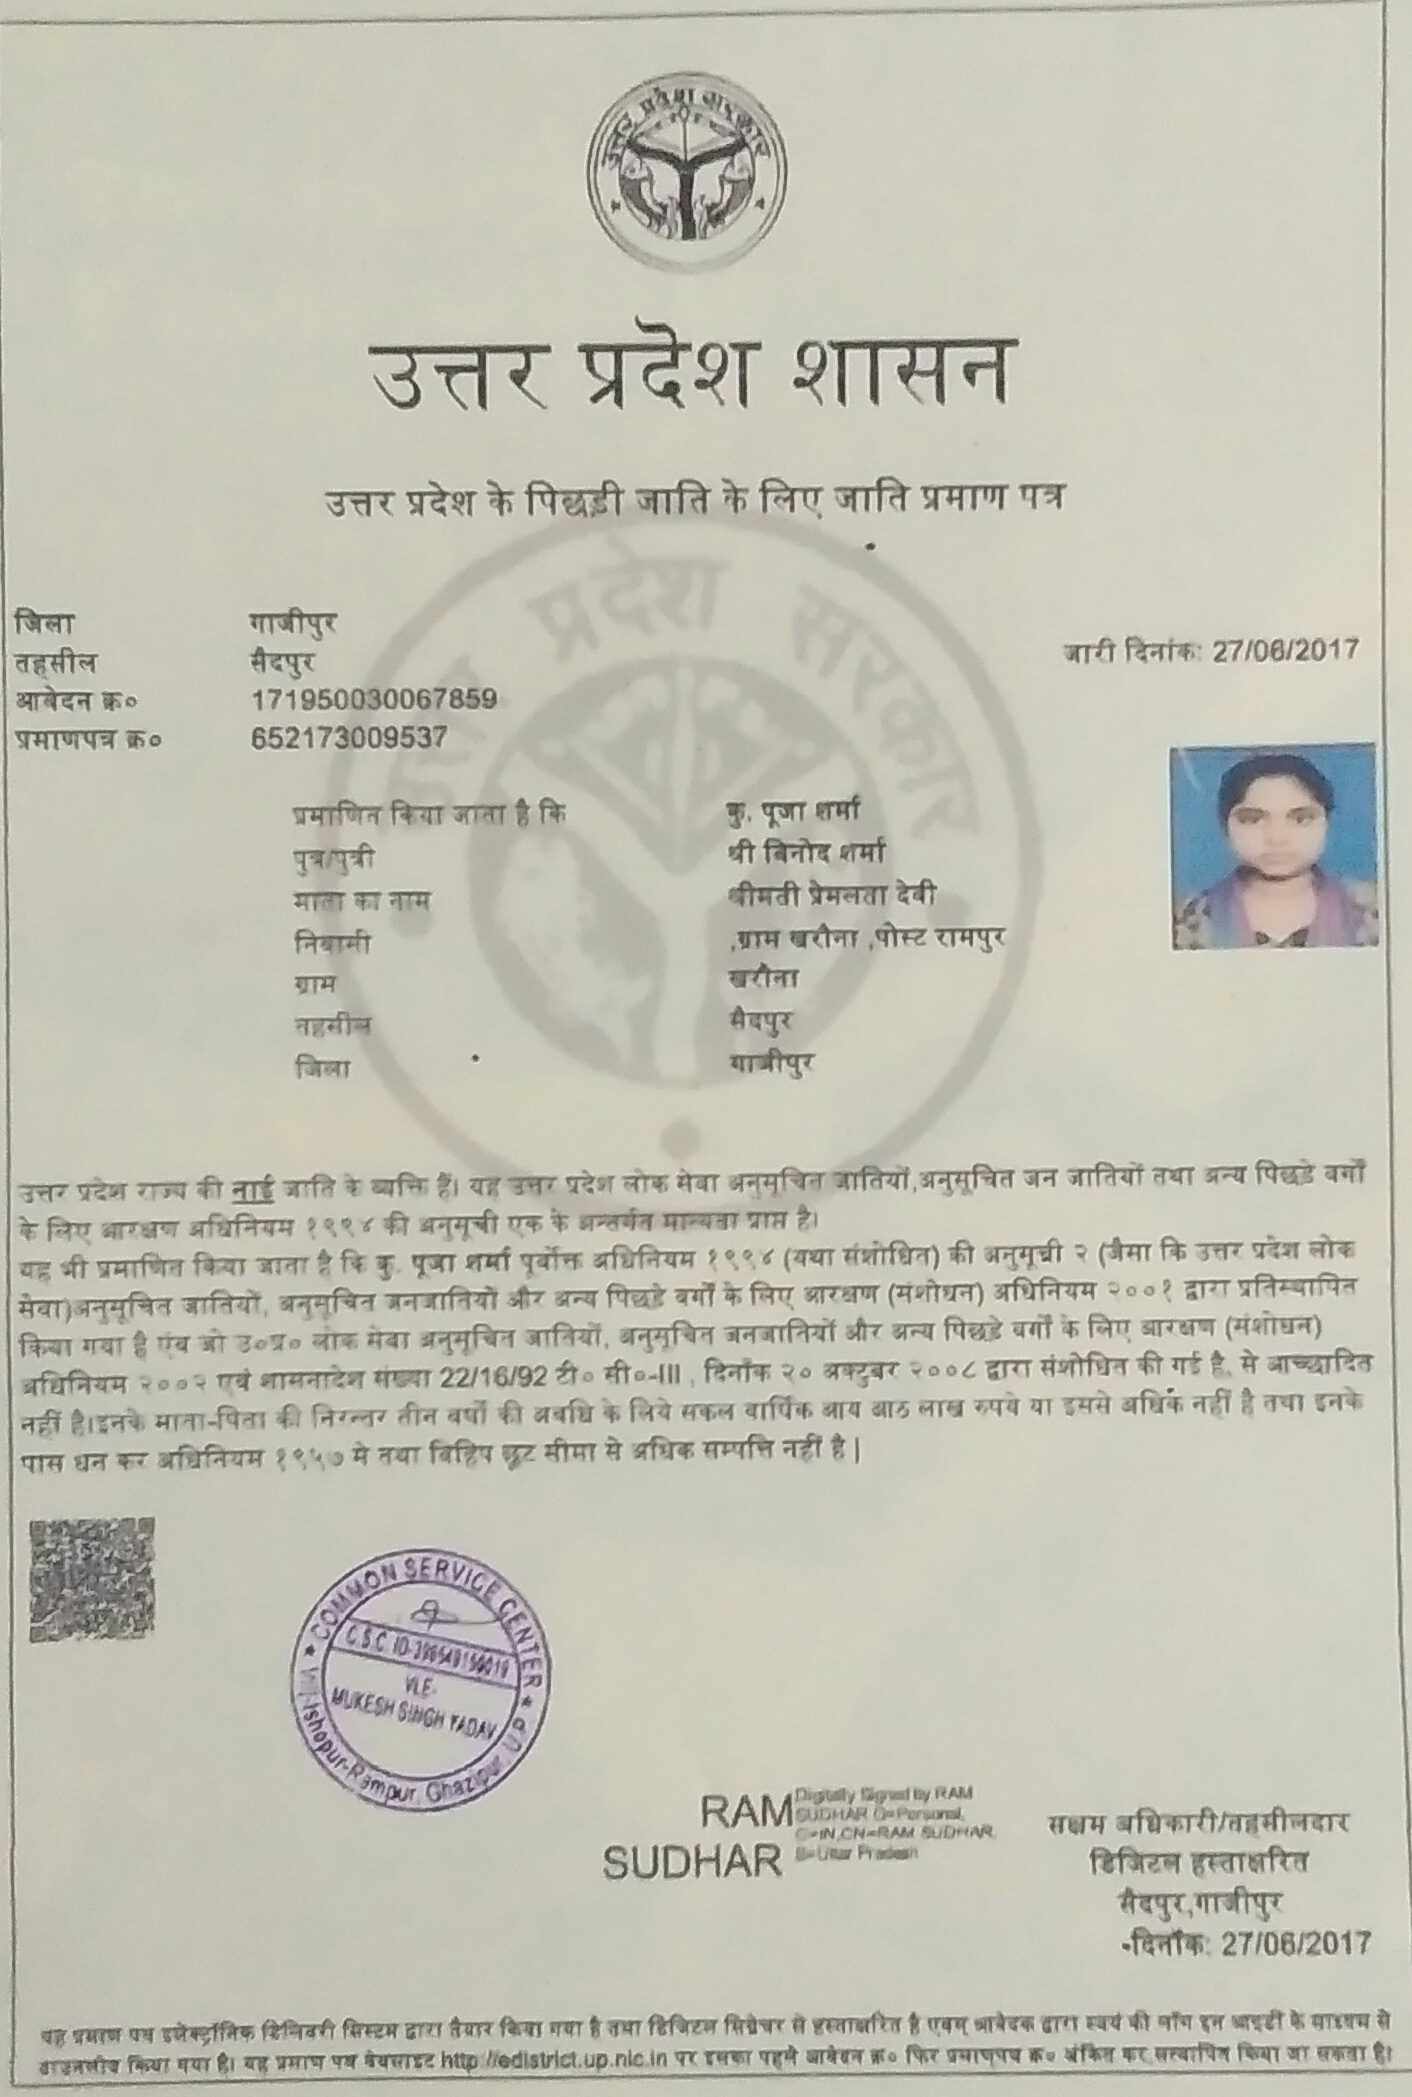 उत्तर प्रदेश सरकार
उत्तर प्रदेश शासन
उत्तर प्रदेश के पिछड़ी जाति के लिए जाति प्रमाण पत्र
प्रदेश सरकार
जिला गाजीपुर
तहसील सैदपुर
जारी दिनांक: 27/06/2017
आवेदन क्र० 171950030067859
प्रमाणपत्र क्र० 652173009537
प्रमाणित किया जाता है कि कु. पूजा शर्मा
पुत्र/पुत्री श्री बिनोद शर्मा
माता का नाम श्रीमती प्रेमलता देवी
निवासी ,ग्राम खरौना ,पोस्ट रामपुर
ग्राम खरौना
तहसील सैदपुर
जिला गाजीपुर
उत्तर प्रदेश राज्य की नाई जाति के व्यक्ति हैं। यह उत्तर प्रदेश लोक सेवा अनुसूचित जातियों,अनुसूचित जन जातियों तथा अन्य पिछड़े वर्गों
के लिए आरक्षण अधिनियम १९९४ की अनुसूची एक के अन्तर्गत मान्यता प्राप्त है।
यह भी प्रमाणित किया जाता है कि कु. पूजा शर्मा पूर्वोक्त अधिनियम १९९४ (यथा संशोधित) की अनुसूची २ (जैसा कि उत्तर प्रदेश लोक
सेवा)अनुसूचित जातियों, अनुसूचित जनजातियों और अन्य पिछड़े वर्गों के लिए आरक्षण (संशोधन) अधिनियम २००१ द्वारा प्रतिस्थापित
किया गया है एंव जो उ०प्र० लोक सेवा अनुसूचित जातियों, अनुसूचित जनजातियों और अन्य पिछड़े वर्गों के लिए आरक्षण (संशोधन)
अधिनियम २००२ एवं शासनादेश संख्या 22/16/92 टी० सी०-III , दिनाँक २० अक्टुबर २००८ द्वारा संशोधित की गई है, से आच्छादित
नहीं है।इनके माता-पिता की निरन्तर तीन वर्षो की अवधि के लिये सकल वार्षिक आय आठ लाख रुपये या इससे अधिक नहीं है तथा इनके
पास धन कर अधिनियम १९५७ मे तथा बिहिप छूट सीमा से अधिक सम्पत्ति नहीं है |
COMMON SERVICE CENTER
C.S.C ID-
VLE-
MUKESH SINGH YADAV
Vill-Ishopur-Rampur, Ghazipur, U.P.
RAM SUDHAR
Digitally Signed by RAM
SUDHAR O=Personal,
C=IN,CN=RAM SUDHAR,
S=Uttar Pradesh
सक्षम अधिकारी/तहसीलदार
डिजिटल हस्ताक्षरित
सैदपुर,गाजीपुर
दिनाँक: 27/06/2017
यह प्रमाण पत्र इलेक्ट्रॉनिक डिलिवरी सिस्टम द्वारा तैयार किया गया है तथा डिजिटल सिग्नेचर से हस्ताक्षरित है एवम् आवेदक द्वारा स्वयं की लॉग इन आइटी के माध्यम से
डाउनलोड किया गया है। यह प्रमाण पत्र वेबसाइट http://edistrict.up.nic.in पर इसका पहले आवेदन क्र० फिर प्रमाणपत्र क्र० अंकित कर,सत्यापित किया जा सकता है।